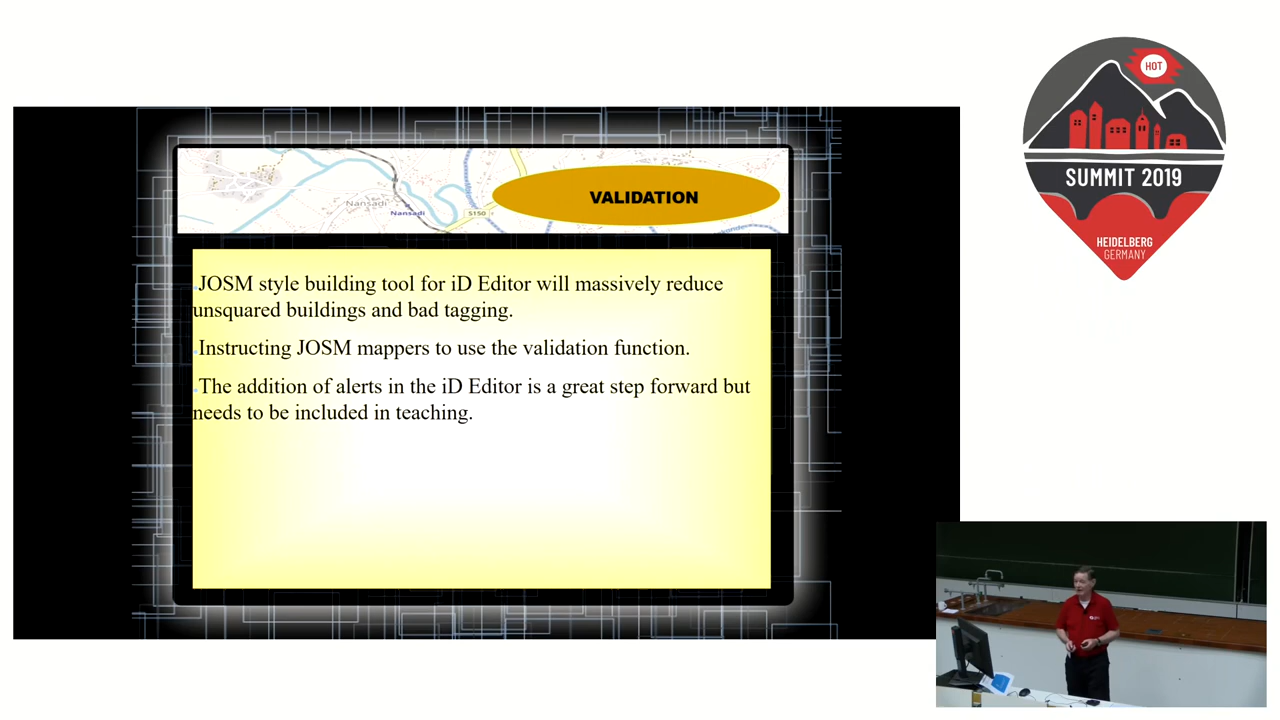 HOT
SUMMIT 2019
HEIDELBERG
GERMANY
VALIDATION
Nansadi
Nansadi
S150
JOSM style building tool for iD Editor will massively reduce
unsquared buildings and bad tagging.
Instructing JOSM mappers to use the validation function.
The addition of alerts in the iD Editor is a great step forward but
needs to be included in teaching.